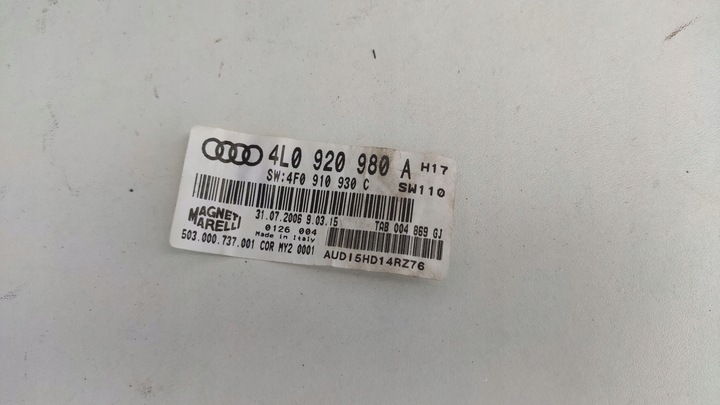 4L0 920 980 A H17
SW:4F0 910 930 C SW110
31.07.2006 9.03.15 TAB 004 869 GJ
MAGNETI
MARELLI
0126 004
Made in Italy
503.000.737.001 COR MY2 0001
AUDI5HD14RZ76